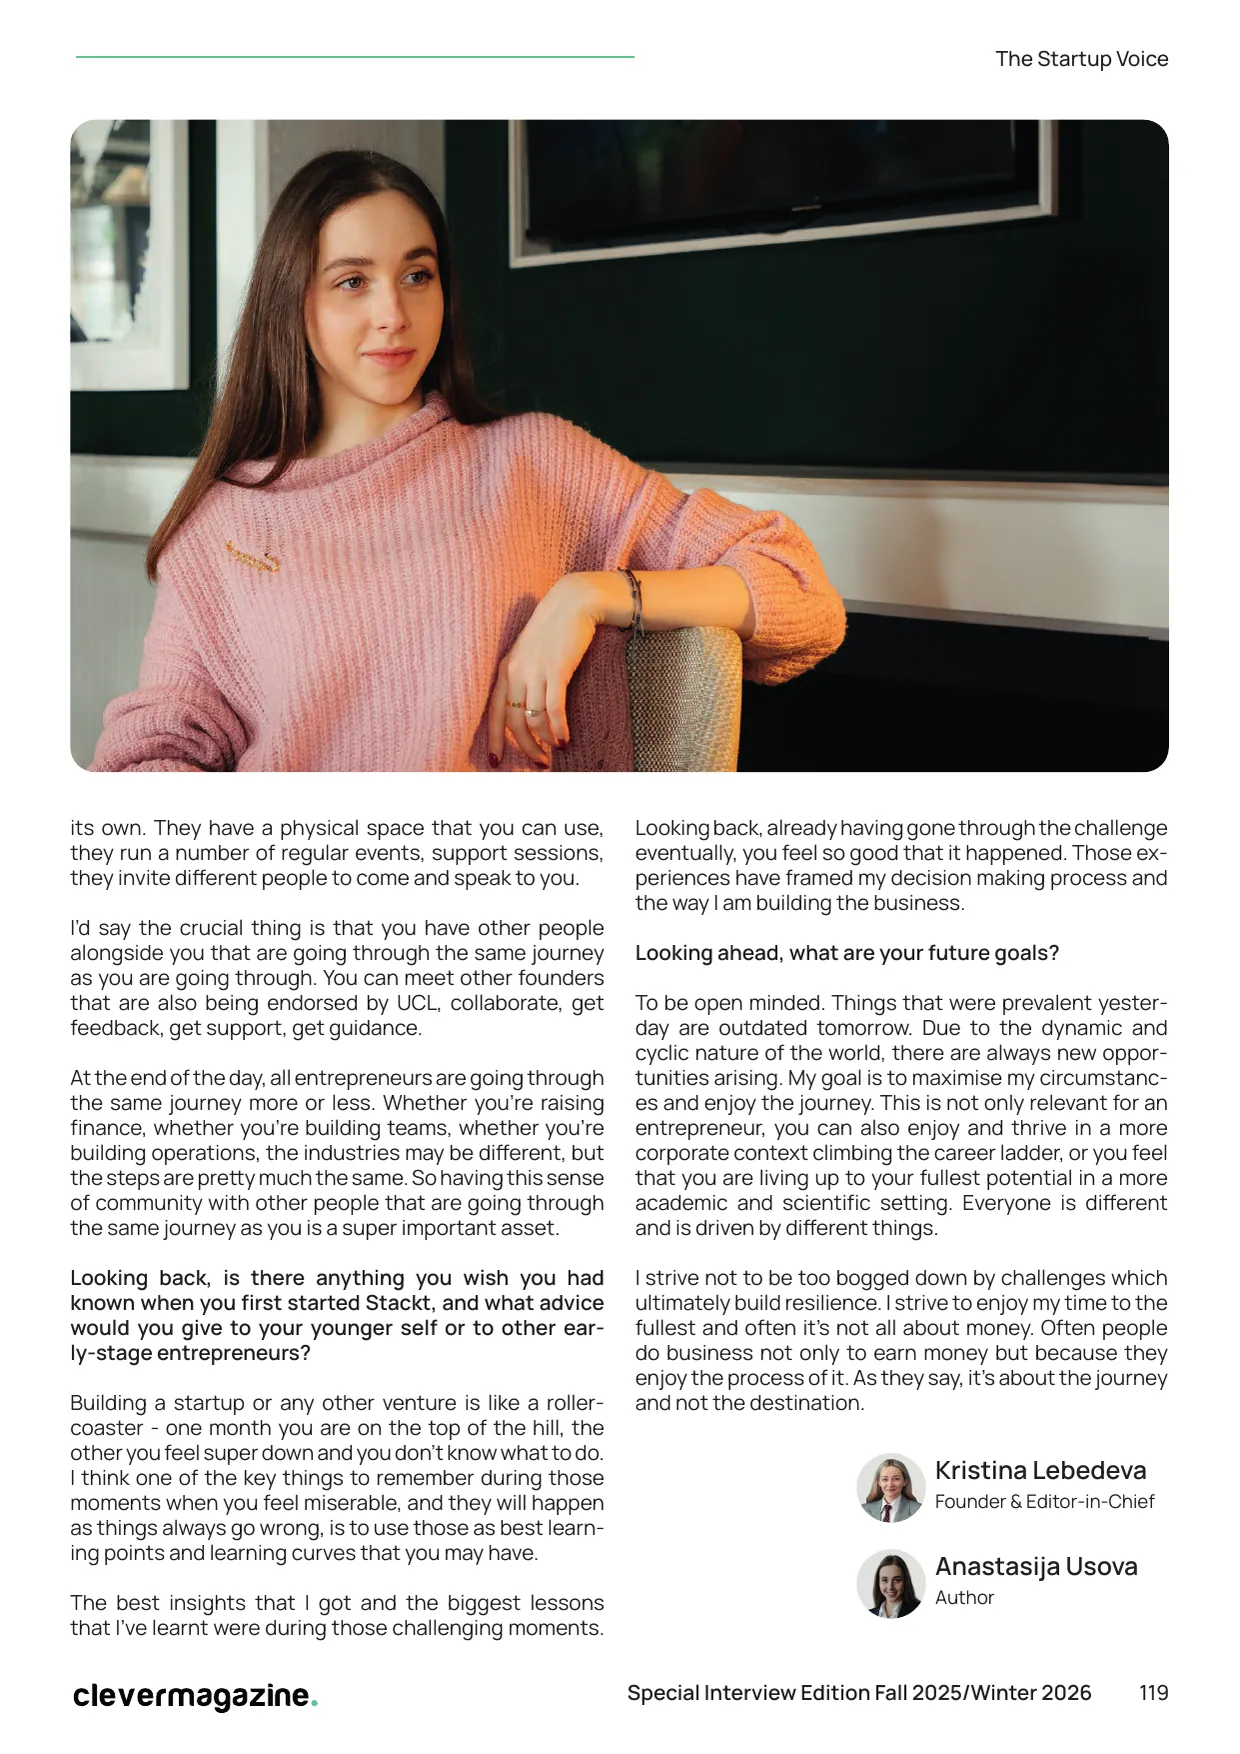 The Startup Voice
its own. They have a physical space that you can use,
they run a number of regular events, support sessions,
they invite different people to come and speak to you.
I'd say the crucial thing is that you have other people
alongside you that are going through the same journey
as you are going through. You can meet other founders
that are also being endorsed by UCL, collaborate, get
feedback, get support, get guidance.
At the end of the day, all entrepreneurs are going through
the same journey more or less. Whether you're raising
finance, whether you're building teams, whether you're
building operations, the industries may be different, but
the steps are pretty much the same. So having this sense
of community with other people that are going through
the same journey as you is a super important asset.
Looking back, is there anything you wish you had
known when you first started Stackt, and what advice
would you give to your younger self or to other ear-
ly-stage entrepreneurs?
Building a startup or any other venture is like a roller-
coaster - one month you are on the top of the hill, the
other you feel super down and you don't know what to do.
I think one of the key things to remember during those
moments when you feel miserable, and they will happen
as things always go wrong, is to use those as best learn-
ing points and learning curves that you may have.
The best insights that I got and the biggest lessons
that I've learnt were during those challenging moments.
Looking back, already having gone through the challenge
eventually, you feel so good that it happened. Those ex-
periences have framed my decision making process and
the way I am building the business.
Looking ahead, what are your future goals?
To be open minded. Things that were prevalent yester-
day are outdated tomorrow. Due to the dynamic and
cyclic nature of the world, there are always new oppor-
tunities arising. My goal is to maximise my circumstanc-
es and enjoy the journey. This is not only relevant for an
entrepreneur, you can also enjoy and thrive in a more
corporate context climbing the career ladder, or you feel
that you are living up to your fullest potential in a more
academic and scientific setting. Everyone is different
and is driven by different things.
I strive not to be too bogged down by challenges which
ultimately build resilience. I strive to enjoy my time to the
fullest and often it's not all about money. Often people
do business not only to earn money but because they
enjoy the process of it. As they say, it's about the journey
and not the destination.
Kristina Lebedeva
Founder & Editor-in-Chief
Anastasija Usova
Author
clevermagazine.
Special Interview Edition Fall 2025/Winter 2026
119